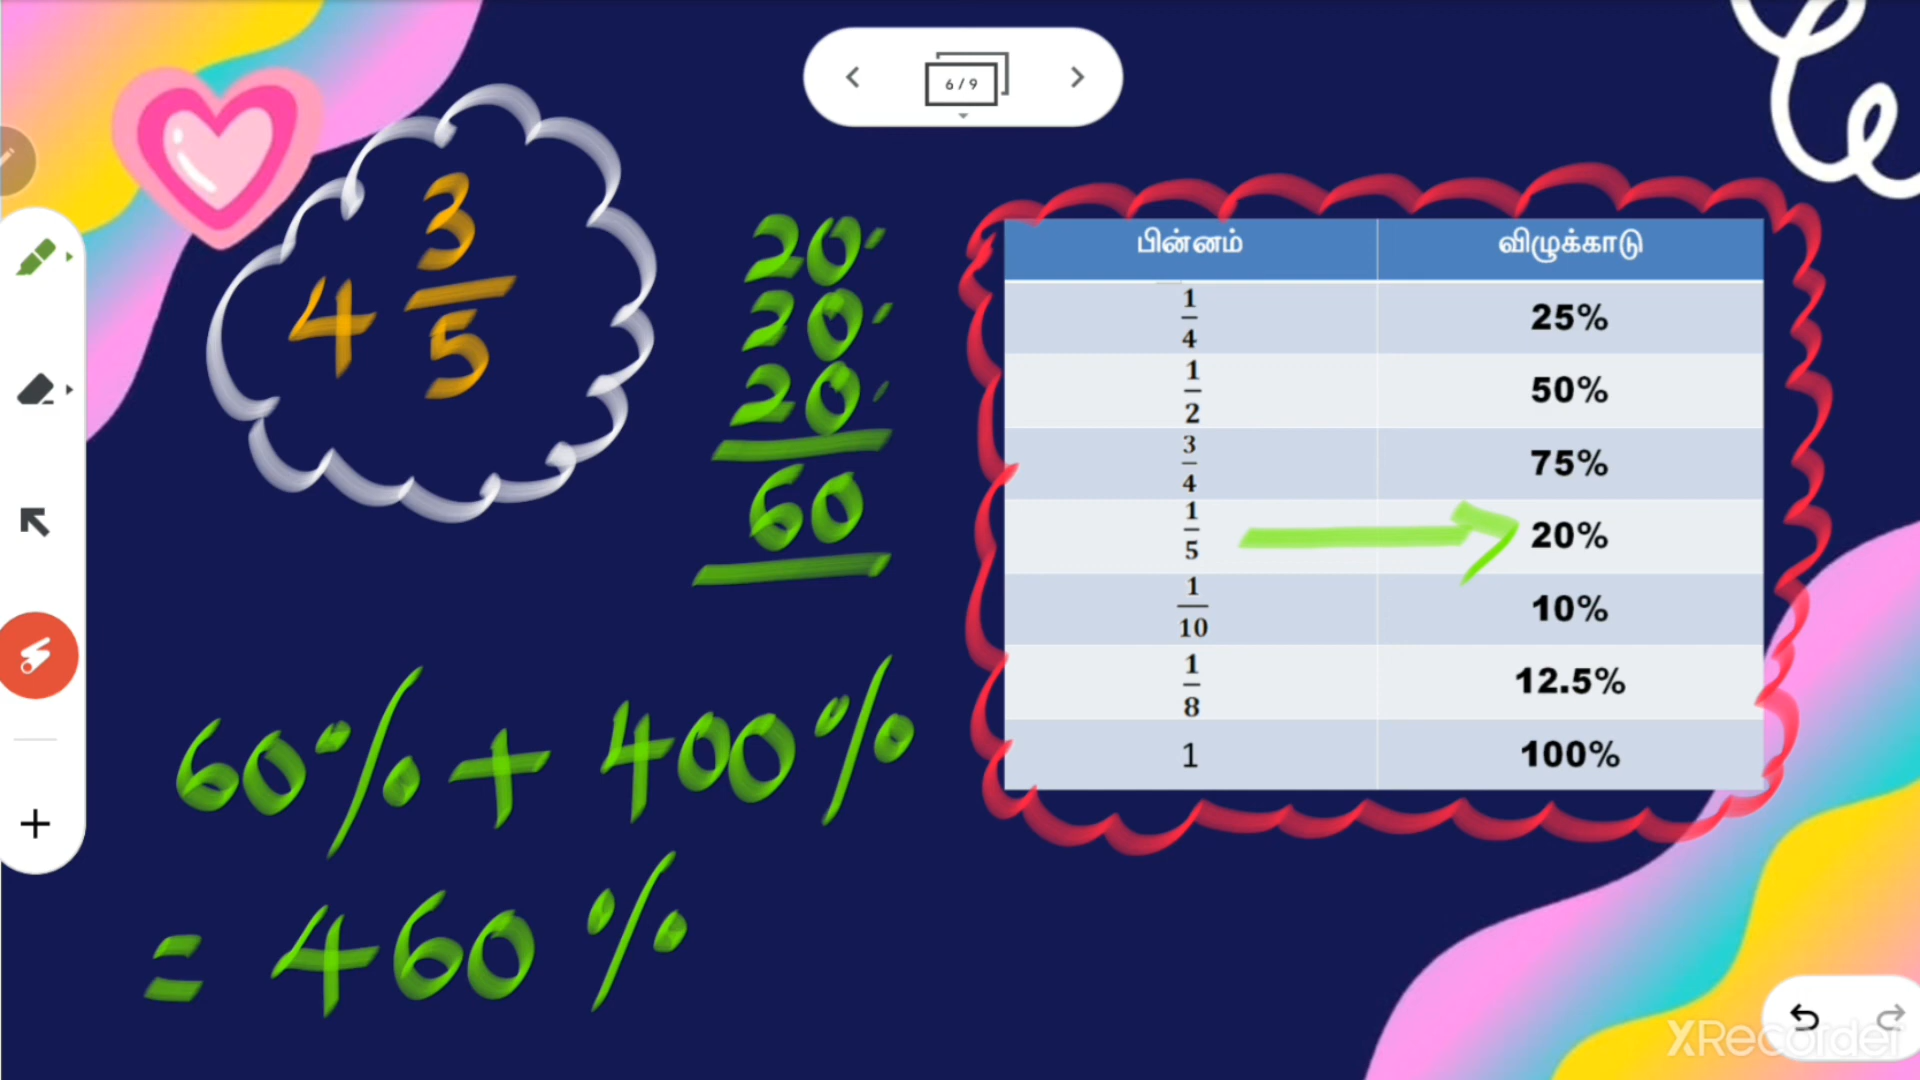 6 / 9
4 3/5
20
20
20
60
60% + 400%
= 460 %
பின்னம் விழுக்காடு
1/4 25%
1/2 50%
3/4 75%
1/5 20%
1/10 10%
1/8 12.5%
1 100%
XRecorder